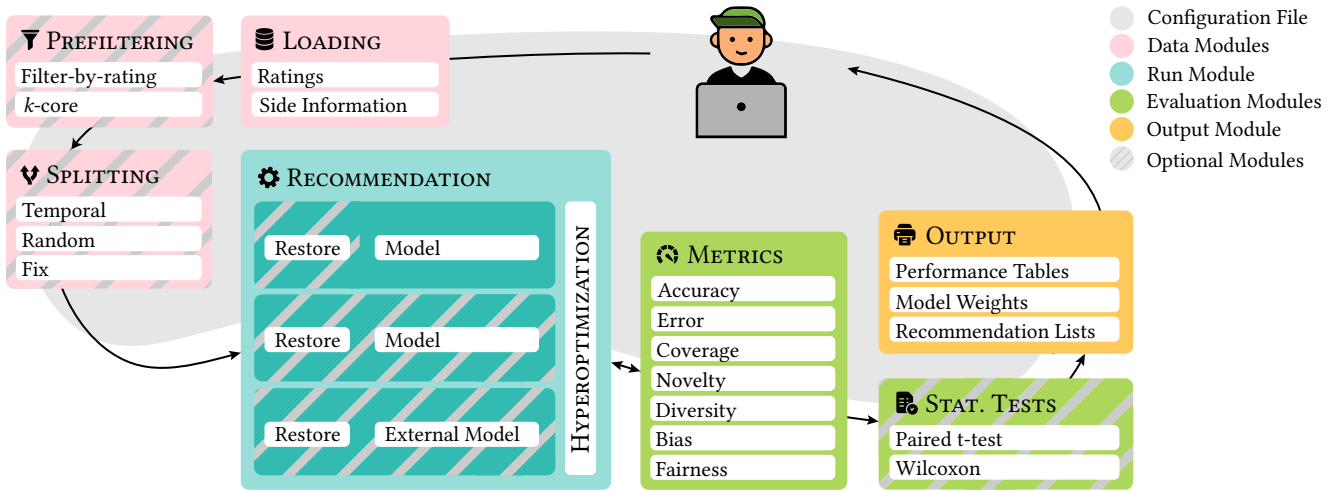 PREFILTERING
Filter-by-rating
k-core
LOADING
Ratings
Side Information
SPLITTING
Temporal
Random
Fix
RECOMMENDATION
Restore
Model
Restore
Model
Restore
External Model
HYPEROPTIMIZATION
METRICS
Accuracy
Error
Coverage
Novelty
Diversity
Bias
Fairness
OUTPUT
Performance Tables
Model Weights
Recommendation Lists
STAT. TESTS
Paired t-test
Wilcoxon
Configuration File
Data Modules
Run Module
Evaluation Modules
Output Module
Optional Modules